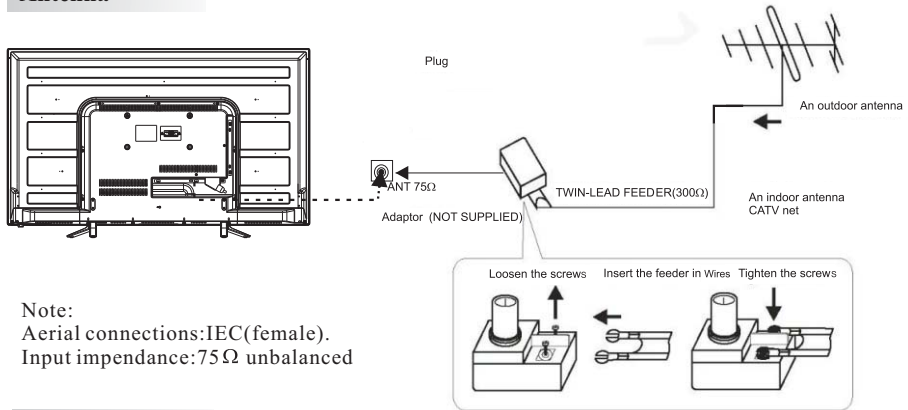 Antenna
Plug
An outdoor antenna
ANT 75Ω
TWIN-LEAD FEEDER(300Ω)
An indoor antenna
CATV net
Adaptor (NOT SUPPLIED)
Loosen the screws
Insert the feeder in Wires
Tighten the screws
Note:
Aerial connections:IEC(female).
Input impendance:75Ω unbalanced